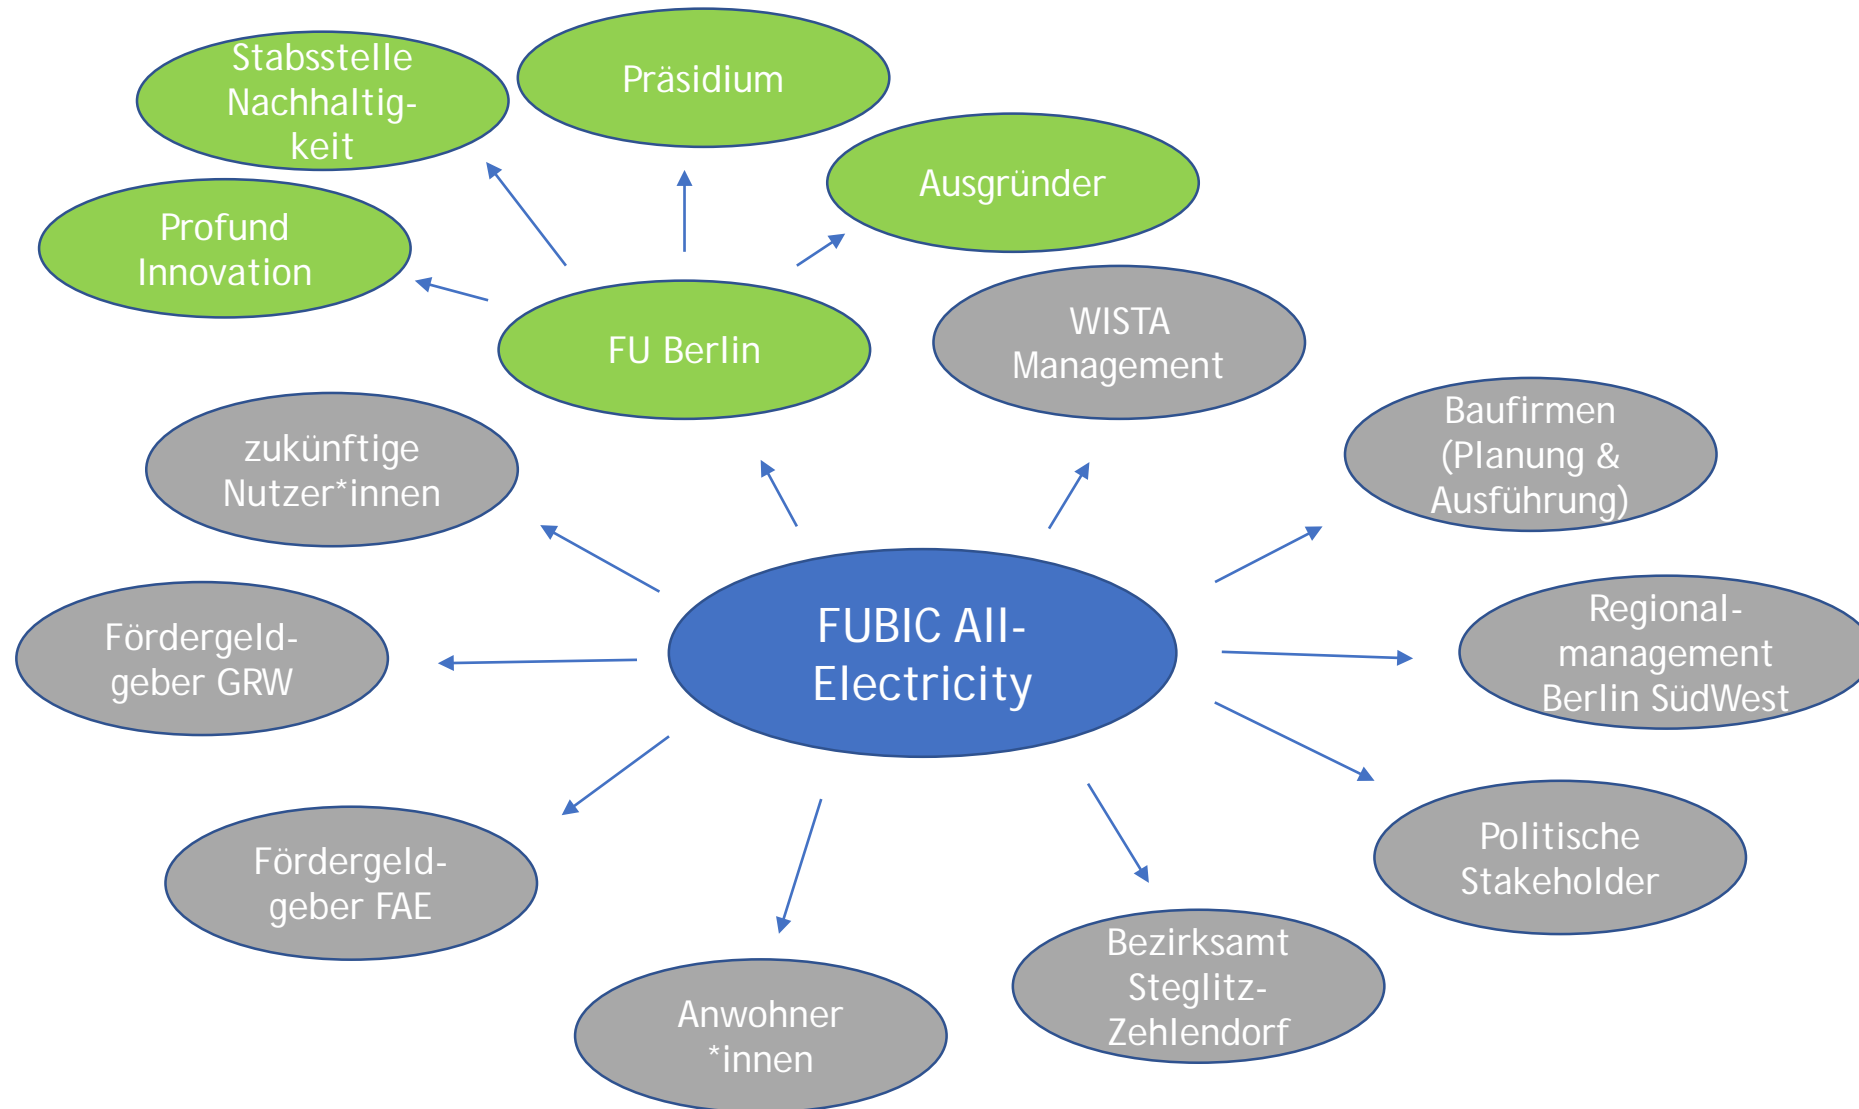 Stabsstelle
Nachhaltig-
keit
Präsidium
Ausgründer
Profund
Innovation
FU Berlin
WISTA
Management
Baufirmen
(Planung &
Ausführung)
zukünftige
Nutzer*innen
FUBIC All-
Electricity
Regional-
management
Berlin SüdWest
Fördergeld-
geber GRW
Politische
Stakeholder
Fördergeld-
geber FAE
Bezirksamt
Steglitz-
Zehlendorf
Anwohner
*innen